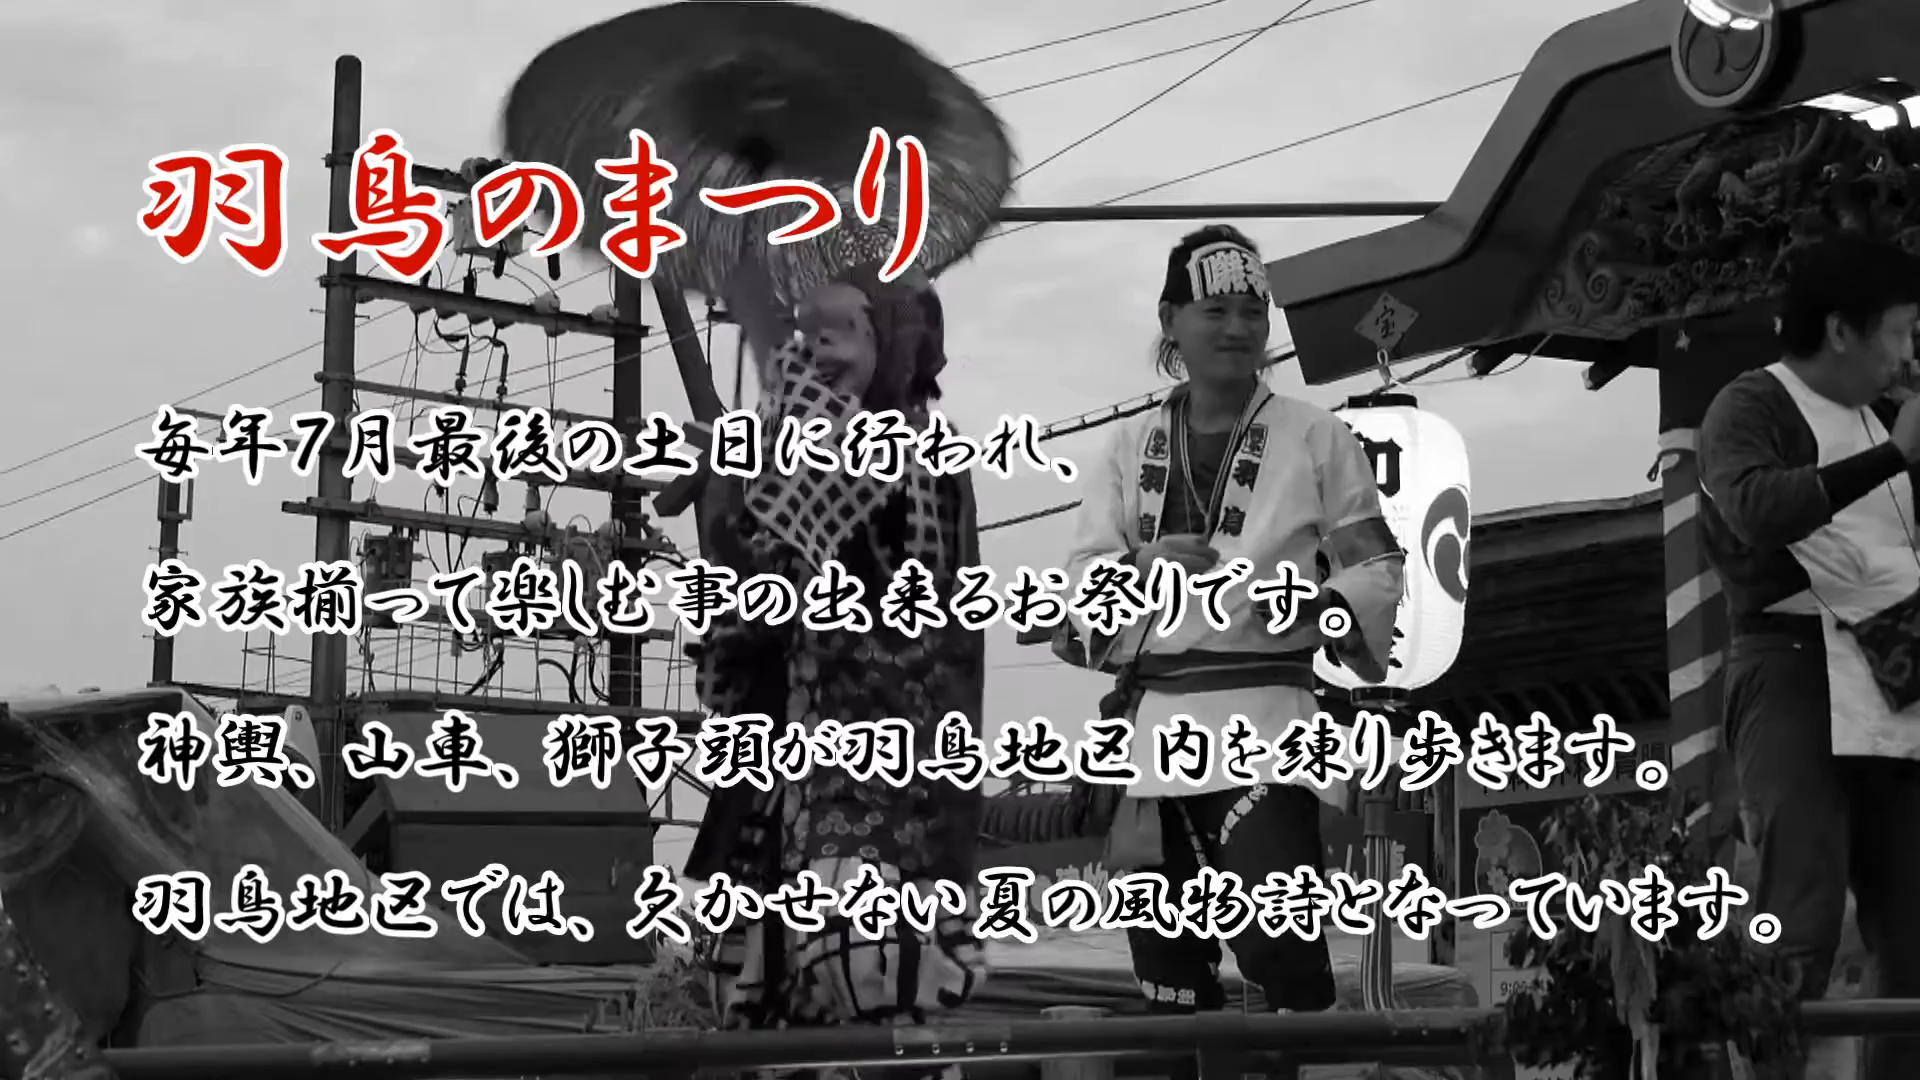 羽鳥のまつり
毎年7月最後の土日に行われ、
家族揃って楽しむ事の出来るお祭りです。
神輿、山車、獅子頭が羽鳥地区内を練り歩きます。
羽鳥地区では、欠かせない夏の風物詩となっています。
宝